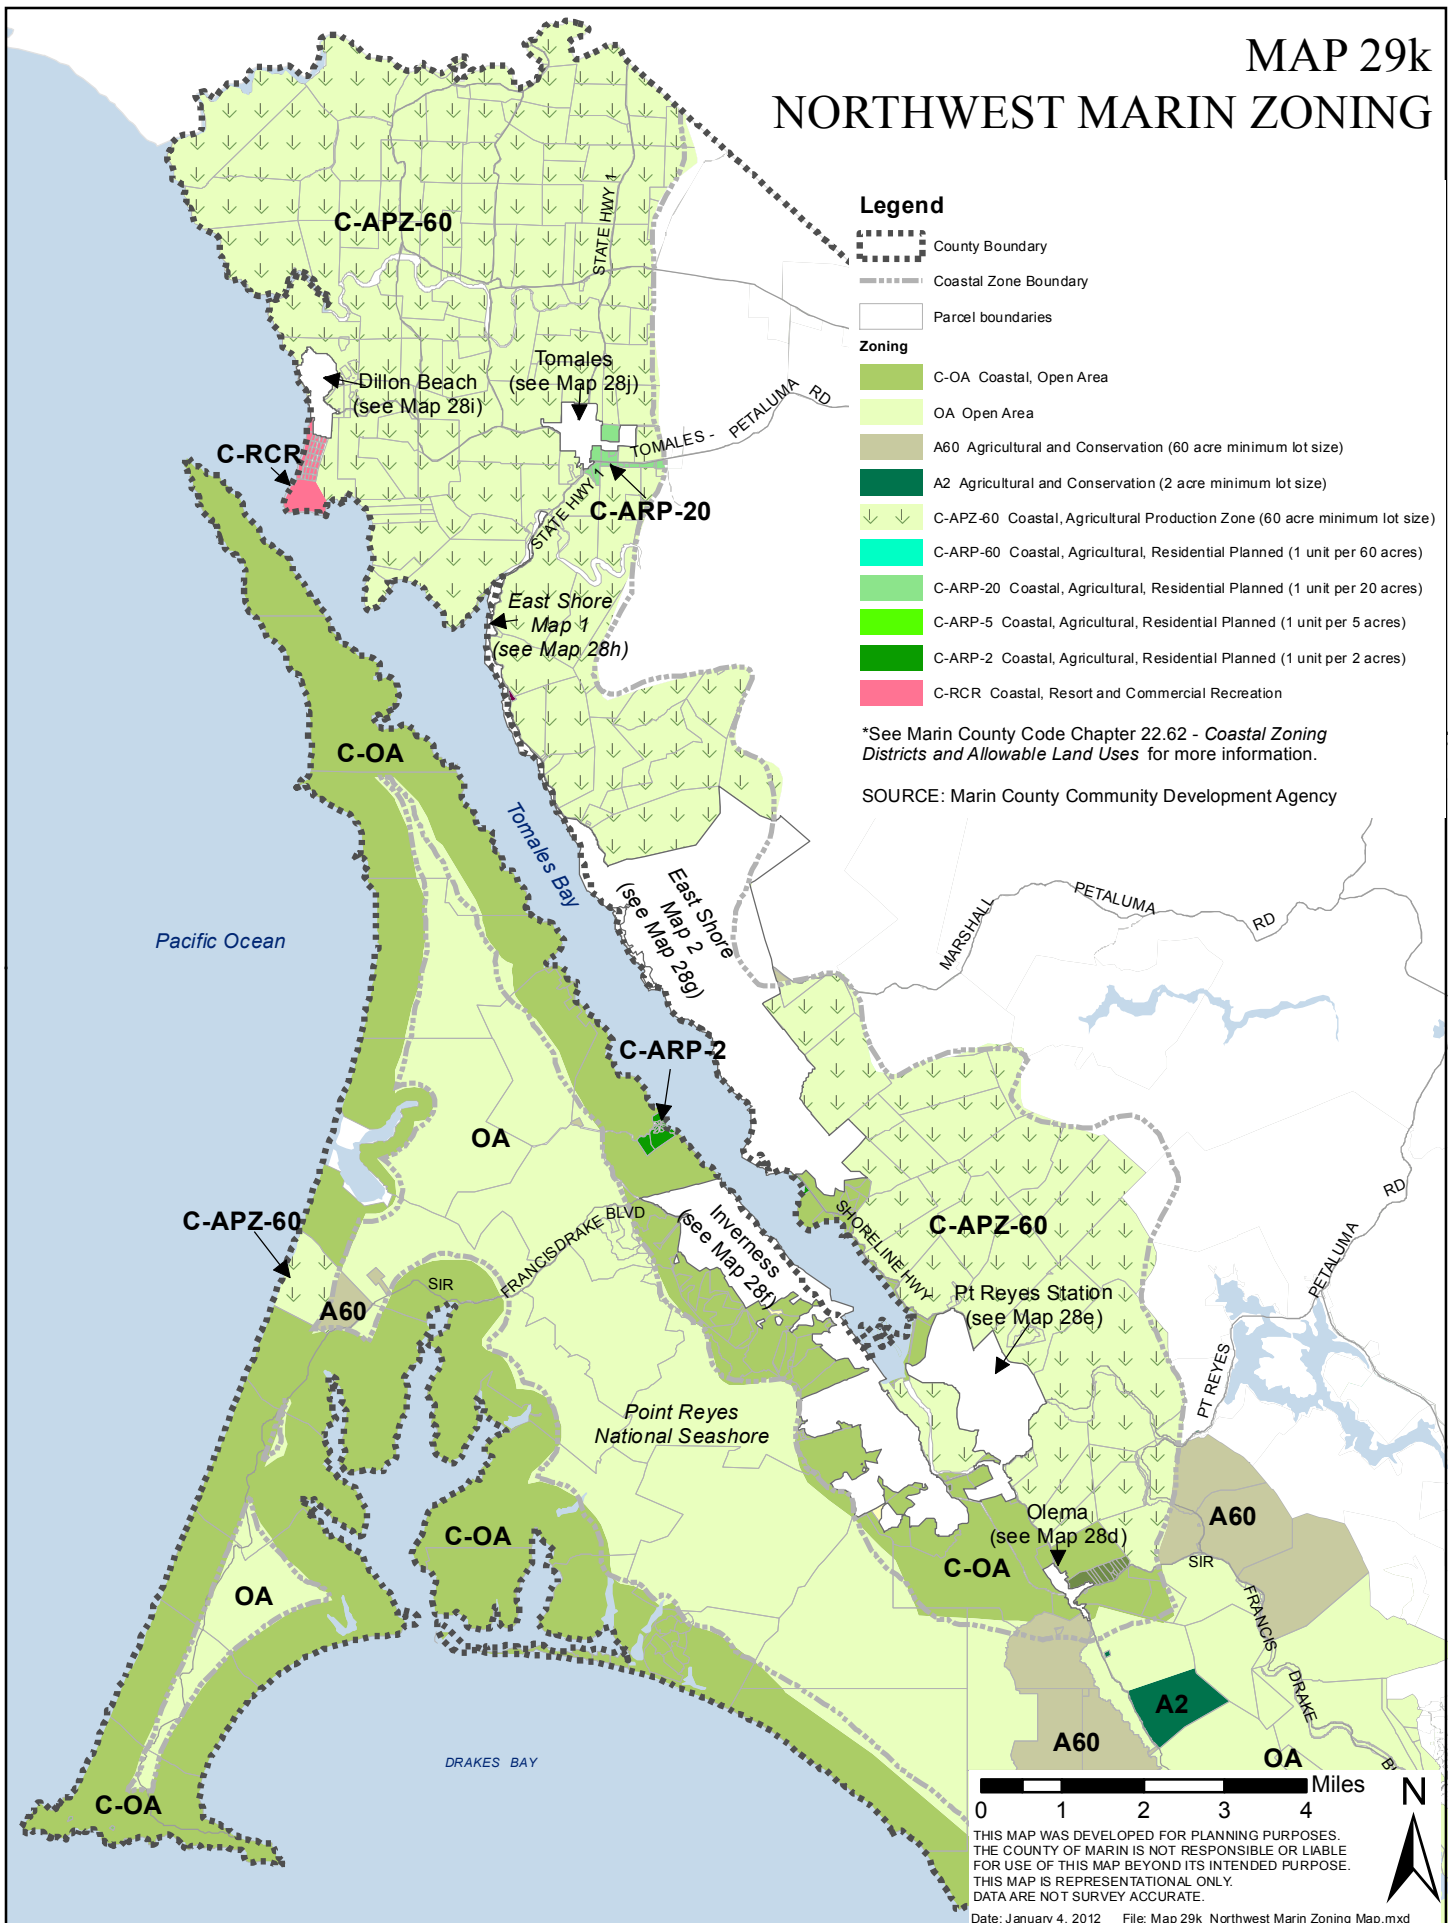 MAP 29k
NORTHWEST MARIN ZONING
Legend
County Boundary
Coastal Zone Boundary
Parcel boundaries
Zoning
C-OA Coastal, Open Area
OA Open Area
A60 Agricultural and Conservation (60 acre minimum lot size)
A2 Agricultural and Conservation (2 acre minimum lot size)
C-APZ-60 Coastal, Agricultural Production Zone (60 acre minimum lot size)
C-ARP-60 Coastal, Agricultural, Residential Planned (1 unit per 60 acres)
C-ARP-20 Coastal, Agricultural, Residential Planned (1 unit per 20 acres)
C-ARP-5 Coastal, Agricultural, Residential Planned (1 unit per 5 acres)
C-ARP-2 Coastal, Agricultural, Residential Planned (1 unit per 2 acres)
C-RCR Coastal, Resort and Commercial Recreation
*See Marin County Code Chapter 22.62 - Coastal Zoning
Districts and Allowable Land Uses for more information.
SOURCE: Marin County Community Development Agency
C-APZ-60
STATE HWY 1
Dillon Beach
(see Map 28i)
Tomales
(see Map 28j)
TOMALES - PETALUMA RD
C-RCR
C-ARP-20
STATE HWY 1
East Shore
Map 1
(see Map 28h)
C-OA
Tomales Bay
East Shore
Map 2
(see Map 28g)
Pacific Ocean
MARSHALL PETALUMA RD
C-ARP-2
OA
C-APZ-60
A60
SIR FRANCIS DRAKE BLVD
Inverness
(see Map 28f)
SHORELINE HWY
C-APZ-60
Pt Reyes Station
(see Map 28e)
PT REYES PETALUMA RD
Point Reyes
National Seashore
C-OA
OA
Olema
(see Map 28d)
C-OA
A60
SIR FRANCIS DRAKE
A2
A60
OA
DRAKES BAY
C-OA
Miles
0 1 2 3 4
N
THIS MAP WAS DEVELOPED FOR PLANNING PURPOSES.
THE COUNTY OF MARIN IS NOT RESPONSIBLE OR LIABLE
FOR USE OF THIS MAP BEYOND ITS INTENDED PURPOSE.
THIS MAP IS REPRESENTATIONAL ONLY.
DATA ARE NOT SURVEY ACCURATE.
Date: January 4, 2012 File: Map 29k Northwest Marin Zoning Map.mxd